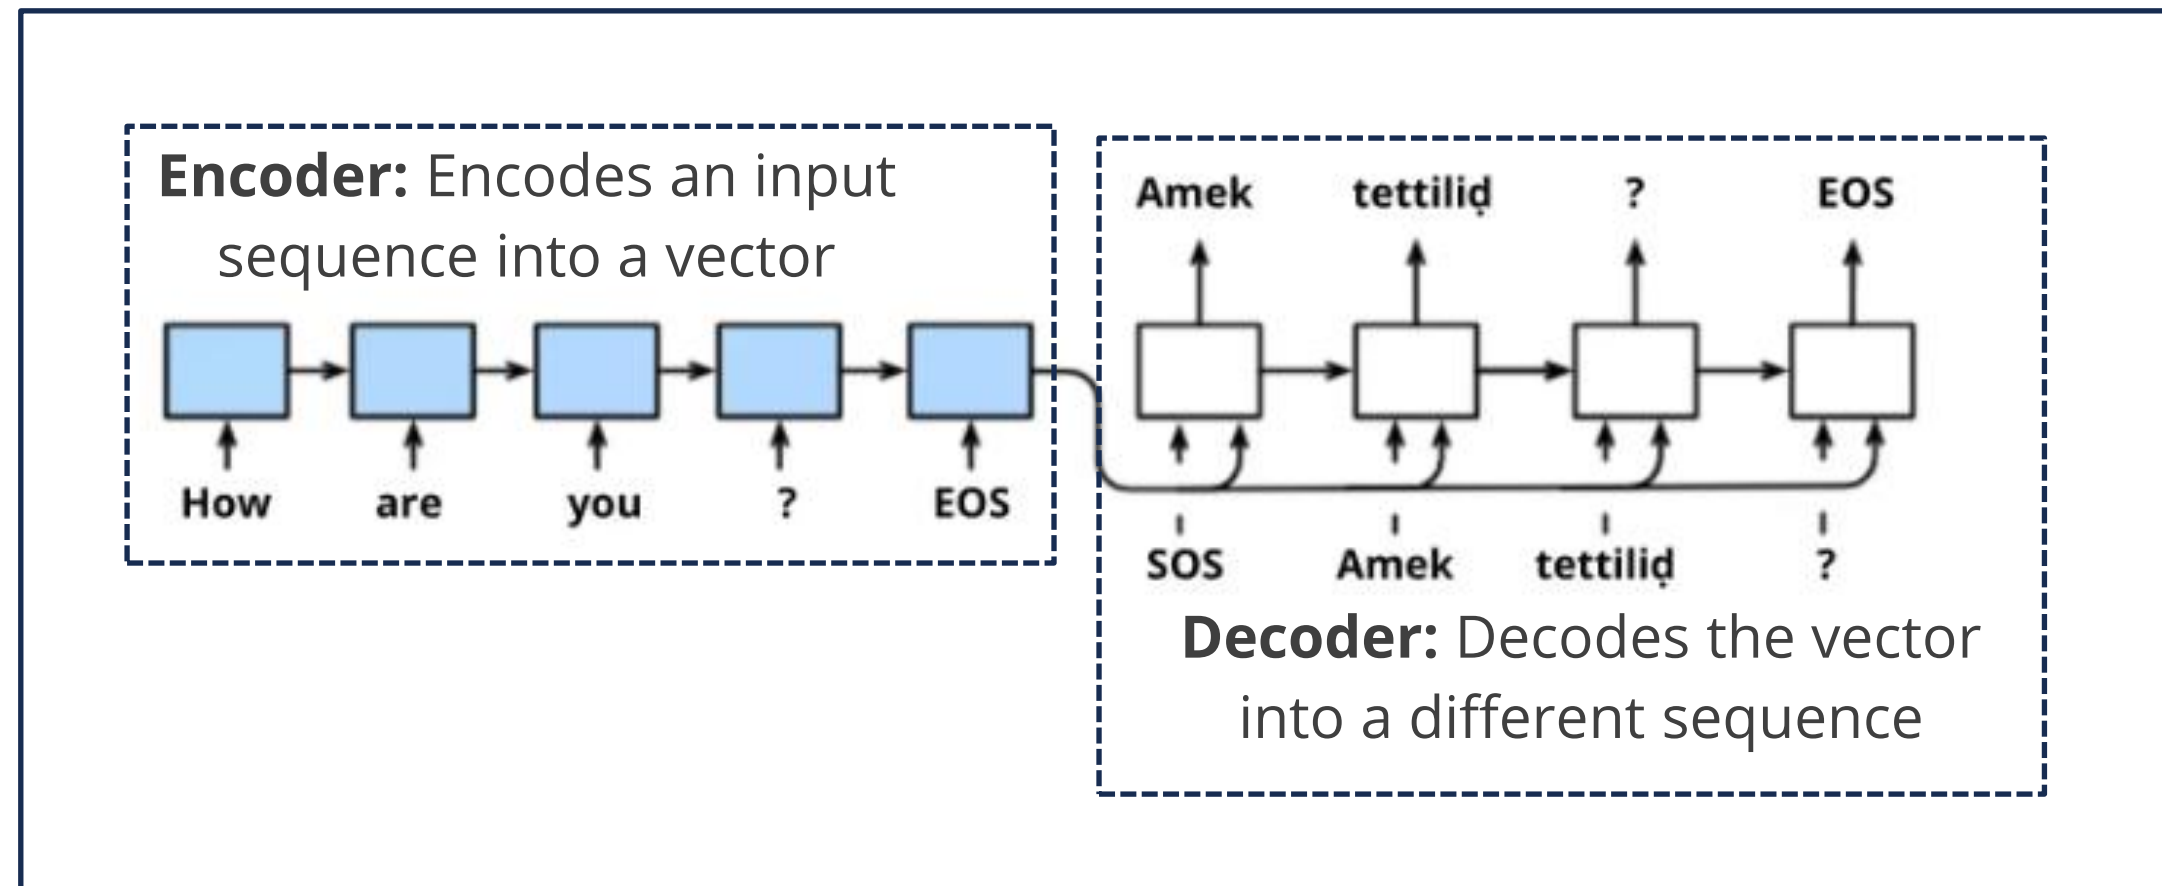 Encoder: Encodes an input
sequence into a vector
How are you ? EOS
Amek tettiliḍ ? EOS
SOS Amek tettiliḍ ?
Decoder: Decodes the vector
into a different sequence